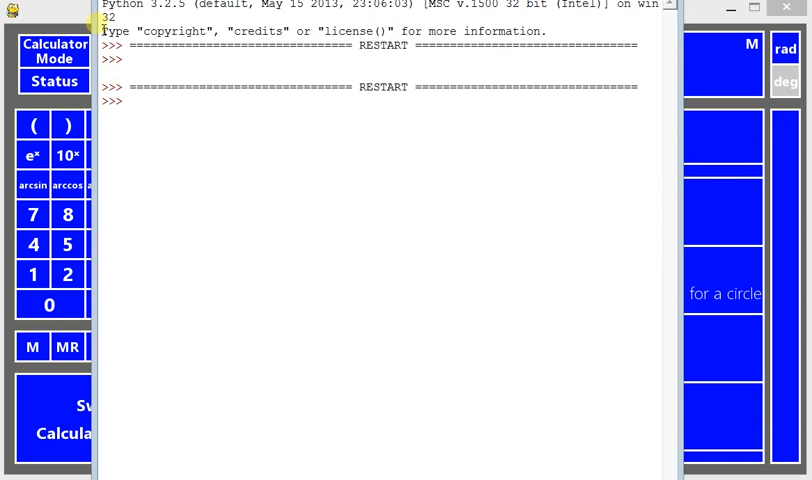 Python 3.2.5 (default, May 15 2013, 23:06:03) [MSC v.1500 32 bit (Intel)] on win
32
Type "copyright", "credits" or "license()" for more information.
>>> ================================ RESTART ================================
>>>
>>> ================================ RESTART ================================
>>>
Calculator
Mode
Status
( )
eˣ 10ˣ
arcsin arccos
7 8
4 5
1 2
0
M MR
Calcula
M
rad
deg
for a circle